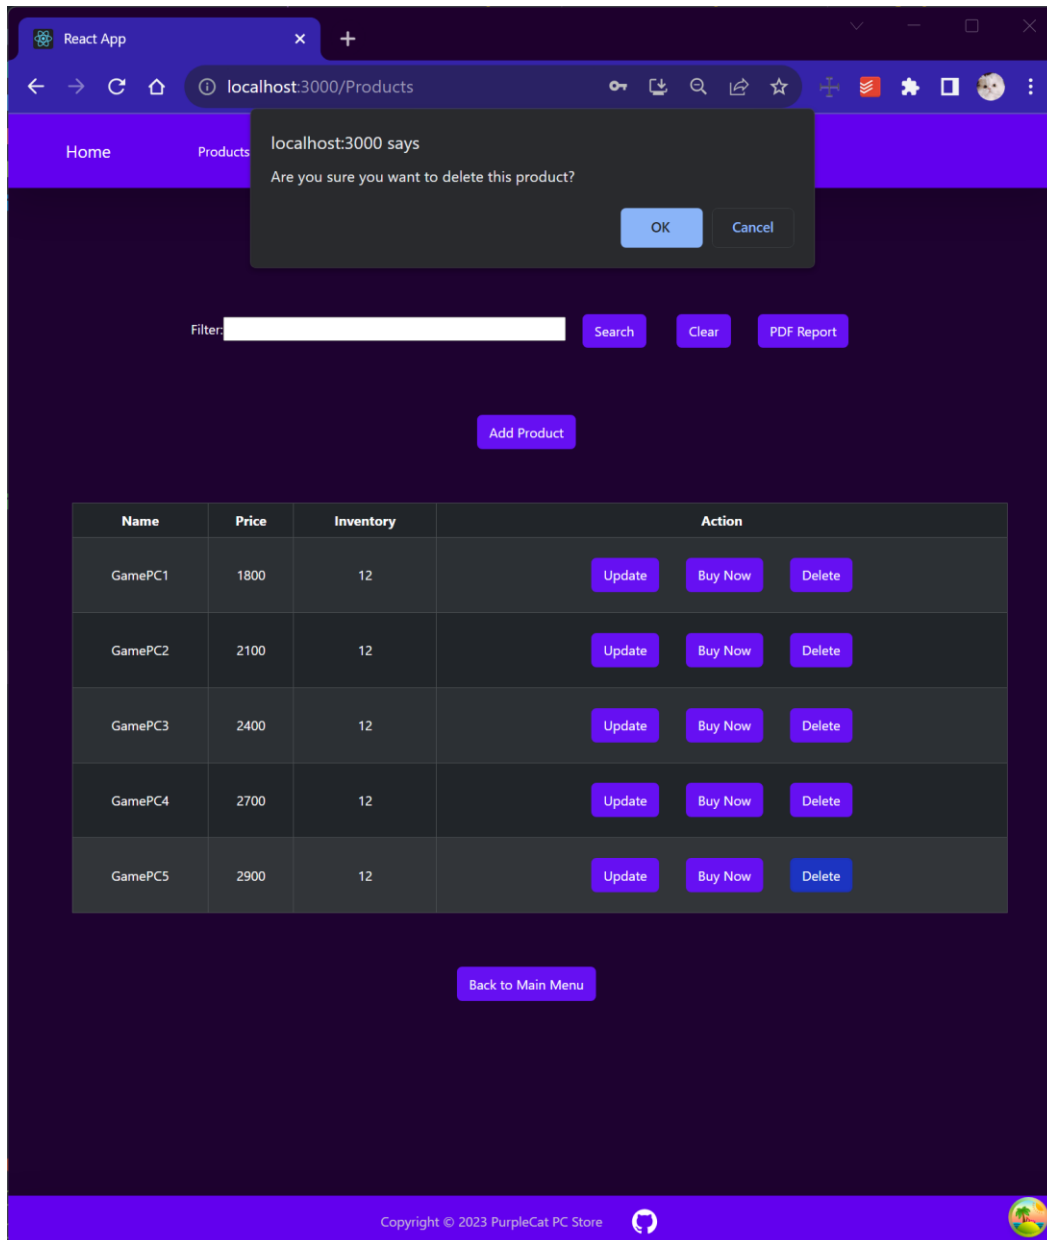 React App
localhost:3000/Products
Home Products
localhost:3000 says
Are you sure you want to delete this product?
OK Cancel
Filter: Search Clear PDF Report
Add Product
Name Price Inventory Action
GamePC1 1800 12 Update Buy Now Delete
GamePC2 2100 12 Update Buy Now Delete
GamePC3 2400 12 Update Buy Now Delete
GamePC4 2700 12 Update Buy Now Delete
GamePC5 2900 12 Update Buy Now Delete
Back to Main Menu
Copyright © 2023 PurpleCat PC Store